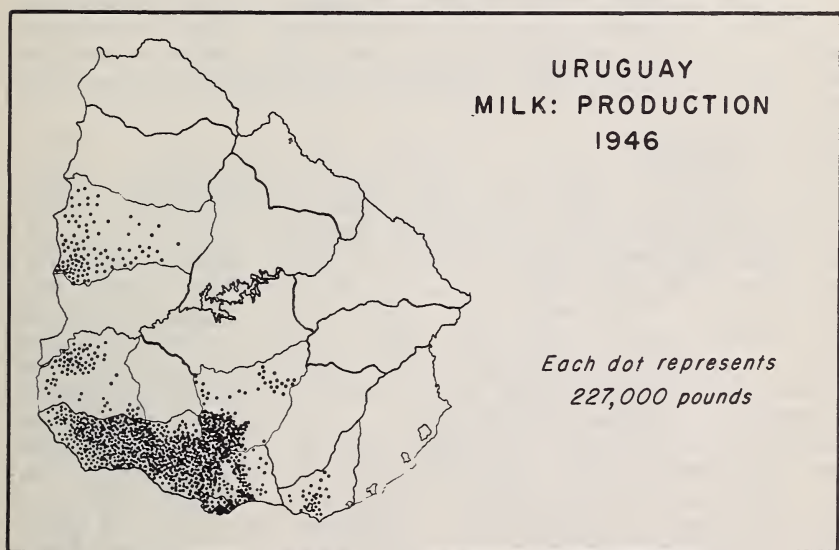 URUGUAY
MILK: PRODUCTION
1946
Each dot represents
227,000 pounds